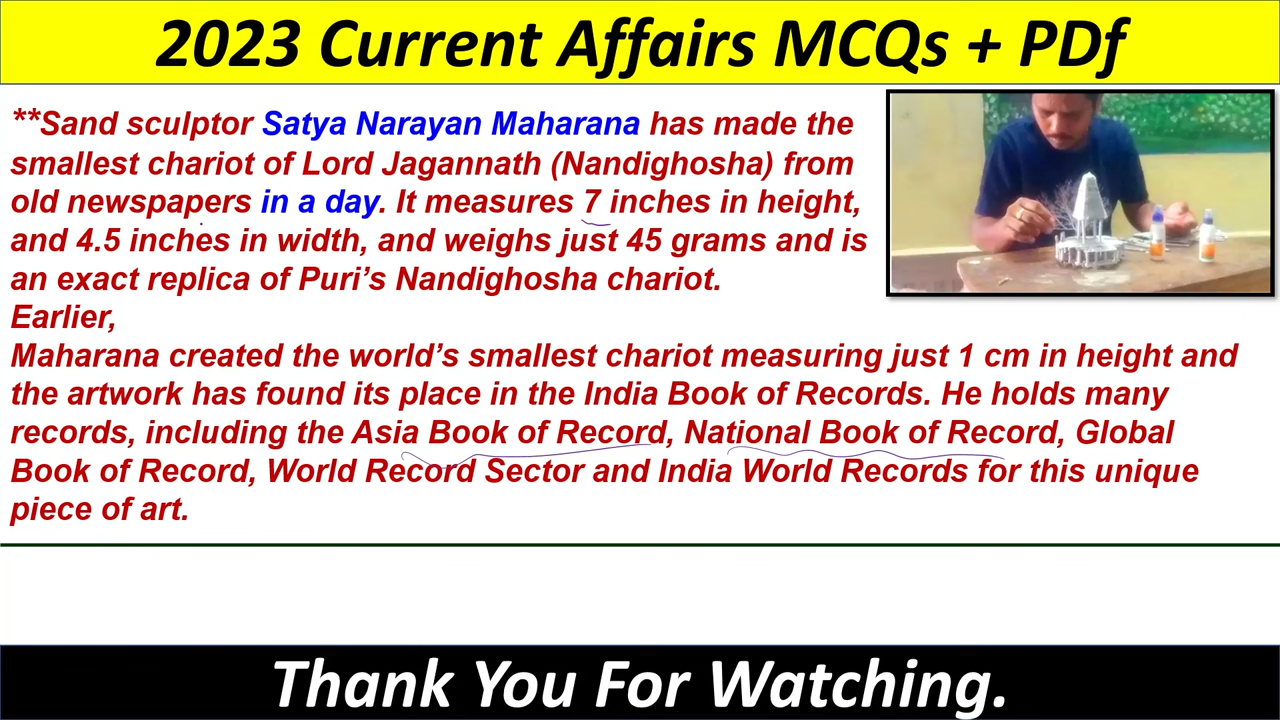 2023 Current Affairs MCQs + PDf
**Sand sculptor Satya Narayan Maharana has made the
smallest chariot of Lord Jagannath (Nandighosha) from
old newspapers in a day. It measures 7 inches in height,
and 4.5 inches in width, and weighs just 45 grams and is
an exact replica of Puri’s Nandighosha chariot.
Earlier,
Maharana created the world’s smallest chariot measuring just 1 cm in height and
the artwork has found its place in the India Book of Records. He holds many
records, including the Asia Book of Record, National Book of Record, Global
Book of Record, World Record Sector and India World Records for this unique
piece of art.
Thank You For Watching.